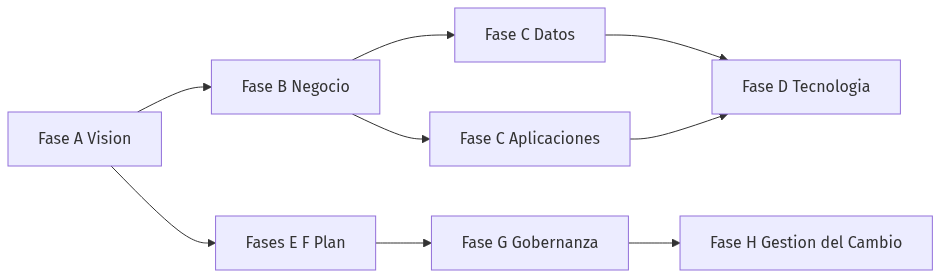 Fase A Vision
Fase B Negocio
Fase C Datos
Fase C Aplicaciones
Fase D Tecnologia
Fases E F Plan
Fase G Gobernanza
Fase H Gestion del Cambio